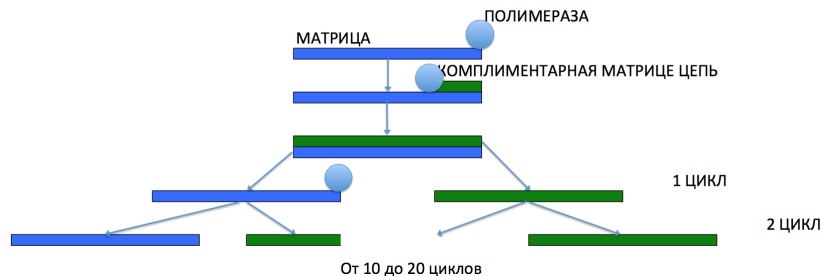 ПОЛИМЕРАЗА
МАТРИЦА
КОМПЛИМЕНТАРНАЯ МАТРИЦЕ ЦЕПЬ
1 ЦИКЛ
2 ЦИКЛ
От 10 до 20 циклов